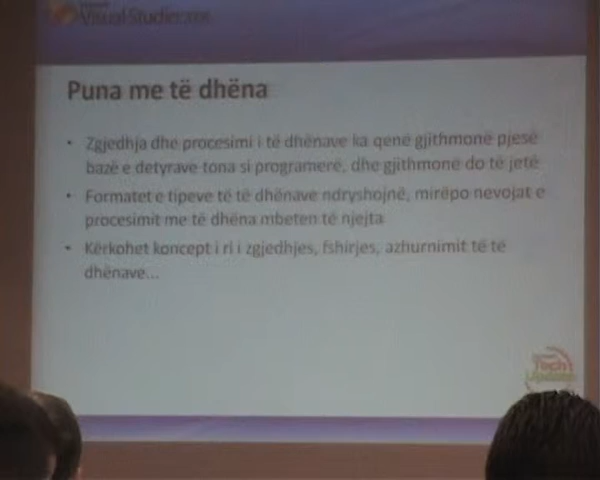 Visual Studio
Puna me të dhëna
• Zgjedhja dhe procesimi i të dhënave ka qenë gjithmonë pjesë
bazë e detyrave tona si programerë, dhe gjithmonë do të jetë
• Formatet e tipeve të të dhënave ndryshojnë, mirëpo nevojat e
procesimit me të dhëna mbeten të njejta
• Kërkohet koncept i ri i zgjedhjes, fshirjes, azhurnimit të të
dhënave...
Tech